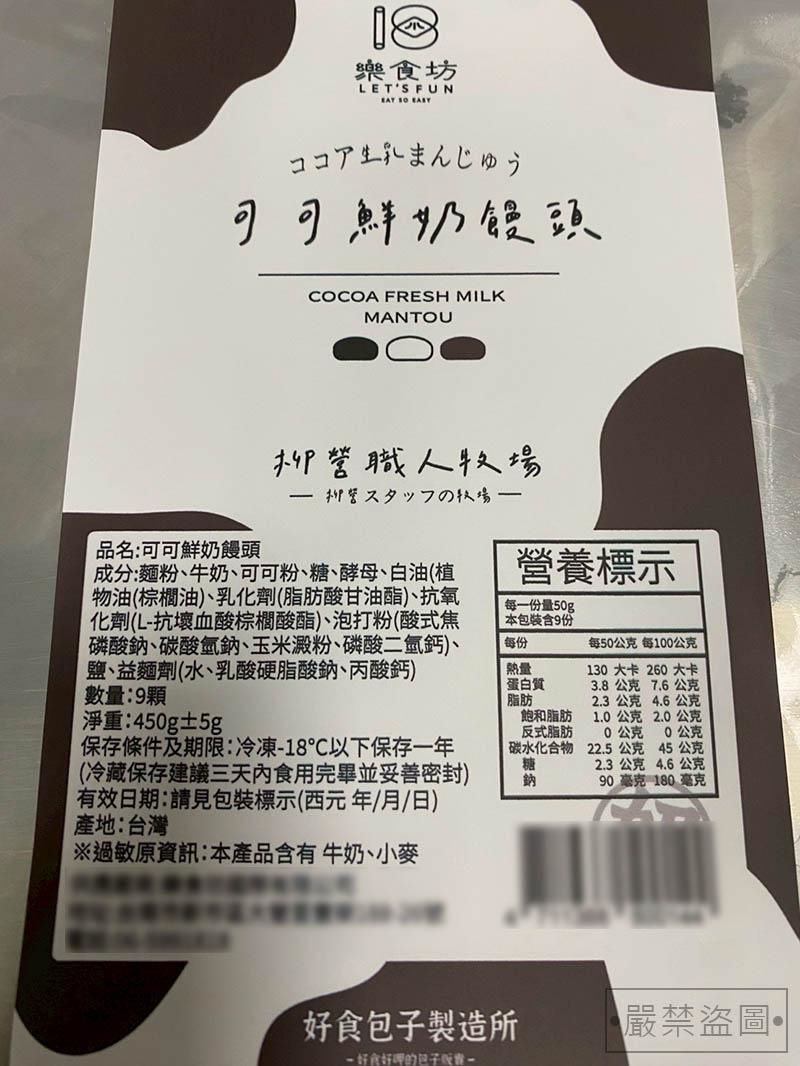 樂食坊
LET'S FUN
EAT SO EASY
ココア生乳まんじゅう
可可鮮奶饅頭
COCOA FRESH MILK
MANTOU
柳營職人牧場
— 柳營スタッフの牧場 —
品名:可可鮮奶饅頭
成分:麵粉、牛奶、可可粉、糖、酵母、白油(植
物油(棕櫚油)、乳化劑(脂肪酸甘油酯)、抗氧
化劑(L-抗壞血酸棕櫚酸酯)、泡打粉(酸式焦
磷酸鈉、碳酸氫鈉、玉米澱粉、磷酸二氫鈣)、
鹽、益麵劑(水、乳酸硬脂酸鈉、丙酸鈣)
數量:9顆
淨重:450g±5g
保存條件及期限:冷凍-18°C以下保存一年
(冷藏保存建議三天內食用完畢並妥善密封)
有效日期:請見包裝標示(西元 年/月/日)
產地:台灣
※過敏原資訊:本產品含有 牛奶、小麥
營養標示
每一份量50g
本包裝含9份
每份 每50公克 每100公克
熱量 130 大卡 260 大卡
蛋白質 3.8 公克 7.6 公克
脂肪 2.3 公克 4.6 公克
飽和脂肪 1.0 公克 2.0 公克
反式脂肪 0 公克 0 公克
碳水化合物 22.5 公克 45 公克
糖 2.3 公克 4.6 公克
鈉 90 毫克 180 毫克
好食包子製造所
–好食好呷的包子販賣–
嚴禁盜圖